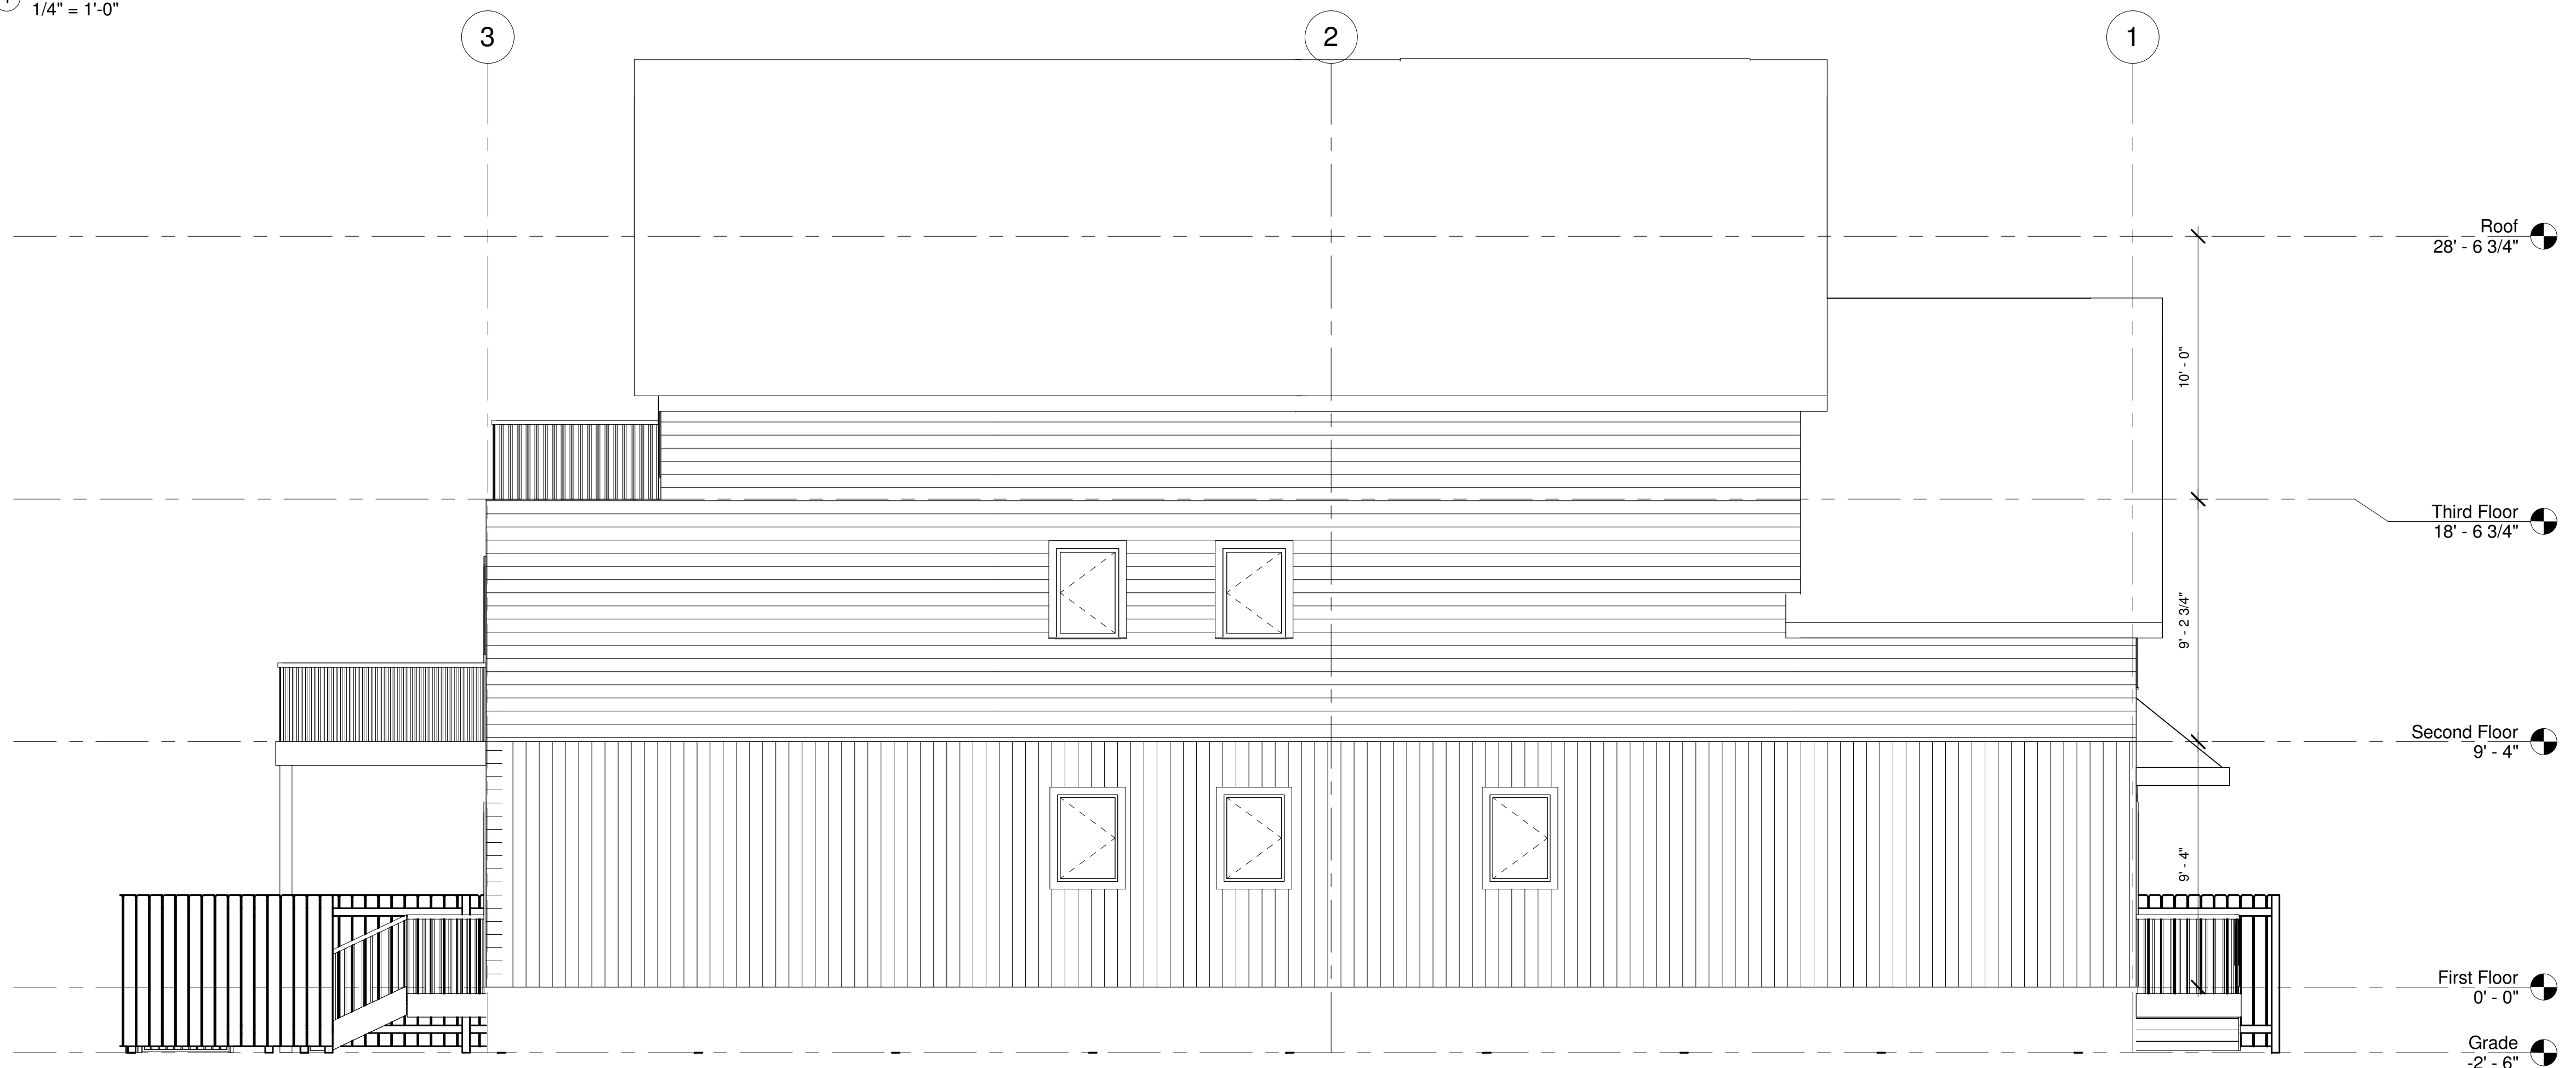 1/4" = 1'-0"
3
2
1
Roof
28' - 6 3/4"
10' - 0"
Third Floor
18' - 6 3/4"
9' - 2 3/4"
Second Floor
9' - 4"
9' - 4"
First Floor
0' - 0"
Grade
-2' - 6"